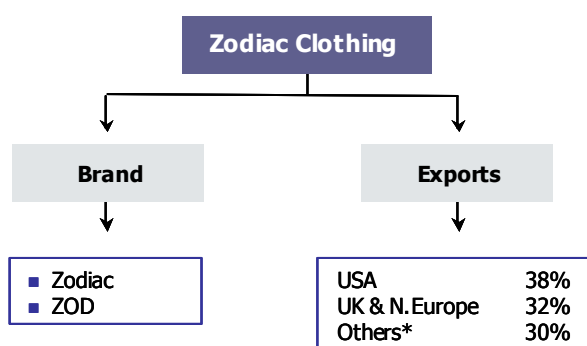 Zodiac Clothing
Brand
Exports
Zodiac
ZOD
USA 38%
UK & N.Europe 32%
Others* 30%